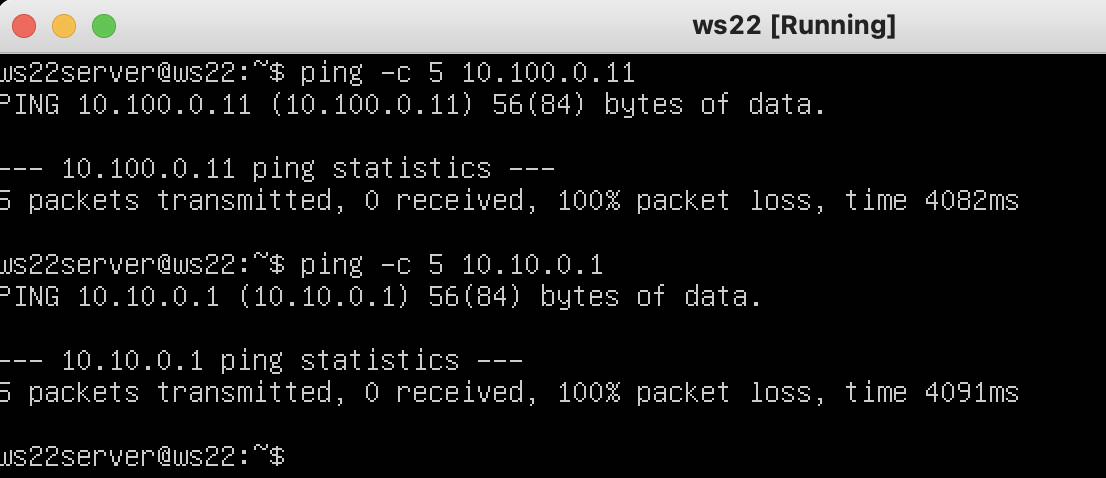 ws22 [Running]
ws22server@ws22:~$ ping -c 5 10.100.0.11
PING 10.100.0.11 (10.100.0.11) 56(84) bytes of data.
--- 10.100.0.11 ping statistics ---
5 packets transmitted, 0 received, 100% packet loss, time 4082ms
ws22server@ws22:~$ ping -c 5 10.10.0.1
PING 10.10.0.1 (10.10.0.1) 56(84) bytes of data.
--- 10.10.0.1 ping statistics ---
5 packets transmitted, 0 received, 100% packet loss, time 4091ms
ws22server@ws22:~$